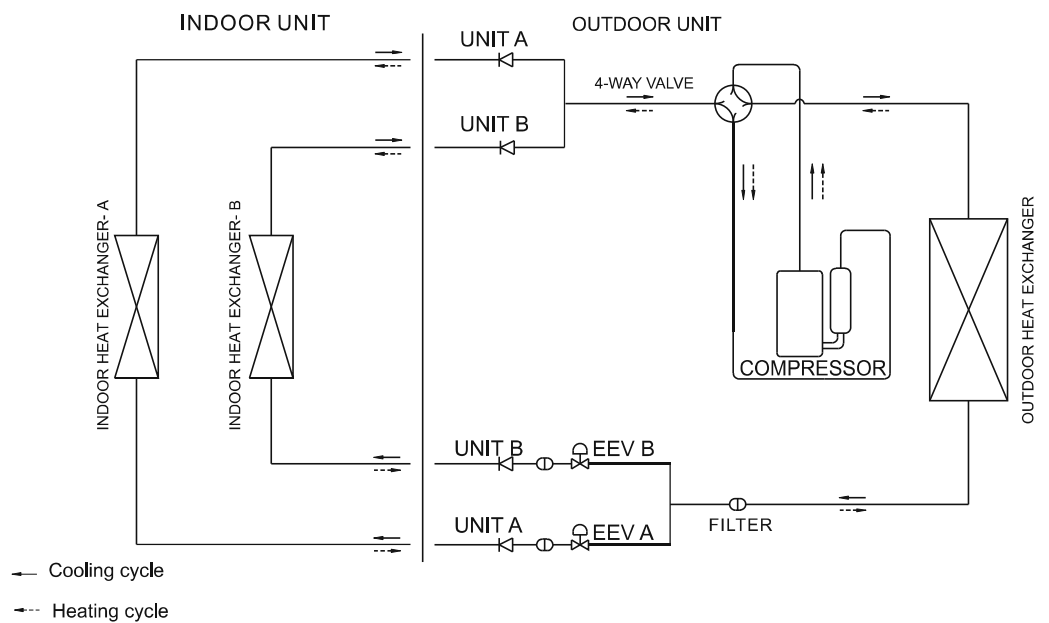 INDOOR UNIT
OUTDOOR UNIT
UNIT A
4-WAY VALVE
UNIT B
INDOOR HEAT EXCHANGER- A
INDOOR HEAT EXCHANGER- B
OUTDOOR HEAT EXCHANGER
COMPRESSOR
UNIT B
EEV B
UNIT A
EEV A
FILTER
Cooling cycle
Heating cycle